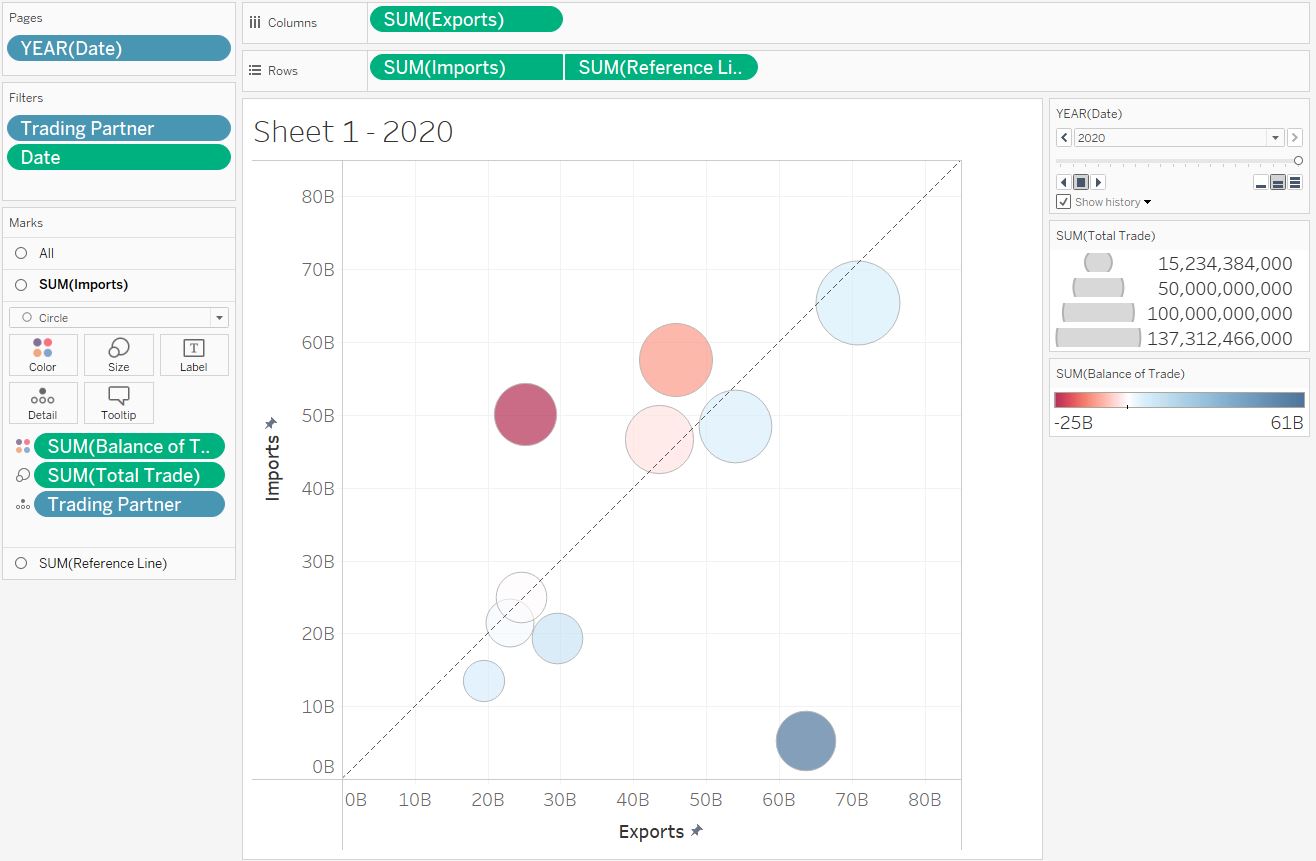 Pages
YEAR(Date)
Filters
Trading Partner
Date
Marks
All
SUM(Imports)
Circle
Color
Size
Label
Detail
Tooltip
SUM(Balance of T..
SUM(Total Trade)
Trading Partner
SUM(Reference Line)
Columns
SUM(Exports)
Rows
SUM(Imports)
SUM(Reference Li..
Sheet 1 - 2020
80B
70B
60B
50B
40B
30B
20B
10B
0B
Imports
0B
10B
20B
30B
40B
50B
60B
70B
80B
Exports
YEAR(Date)
2020
Show history
SUM(Total Trade)
15,234,384,000
50,000,000,000
100,000,000,000
137,312,466,000
SUM(Balance of Trade)
-25B
61B